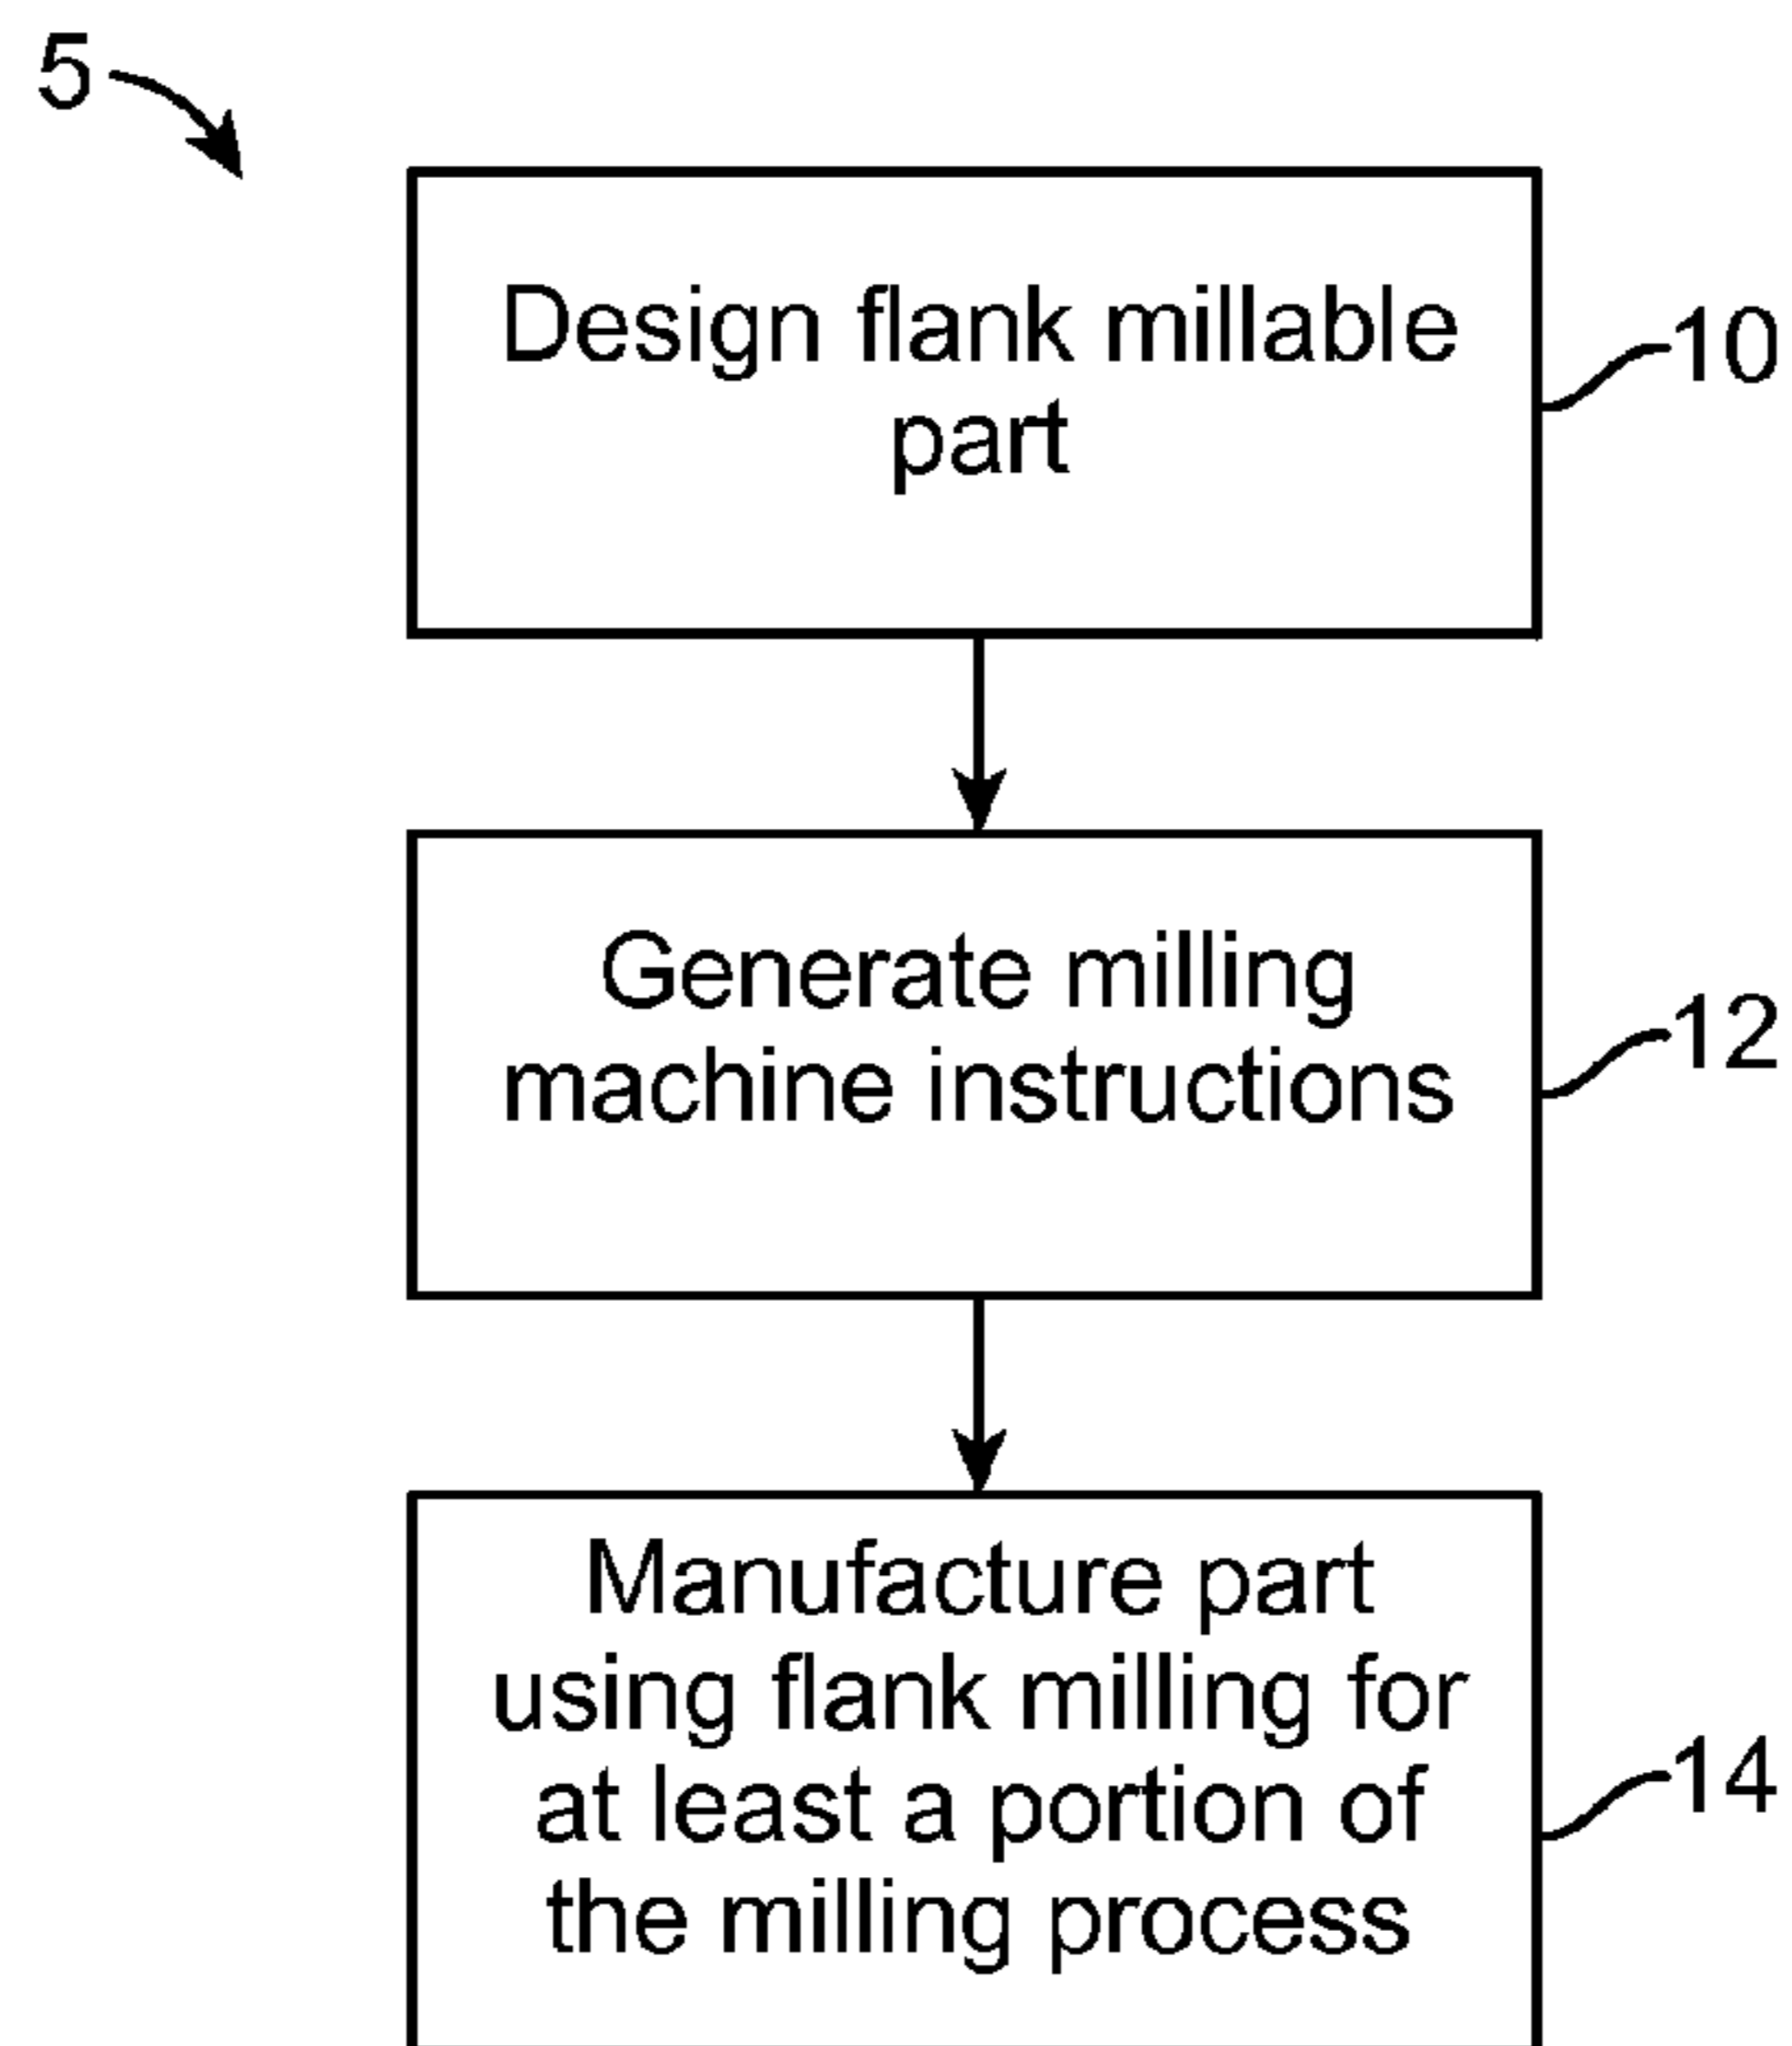 5
Design flank millable
part
10
Generate milling
machine instructions
12
Manufacture part
using flank milling for
at least a portion of
the milling process
14